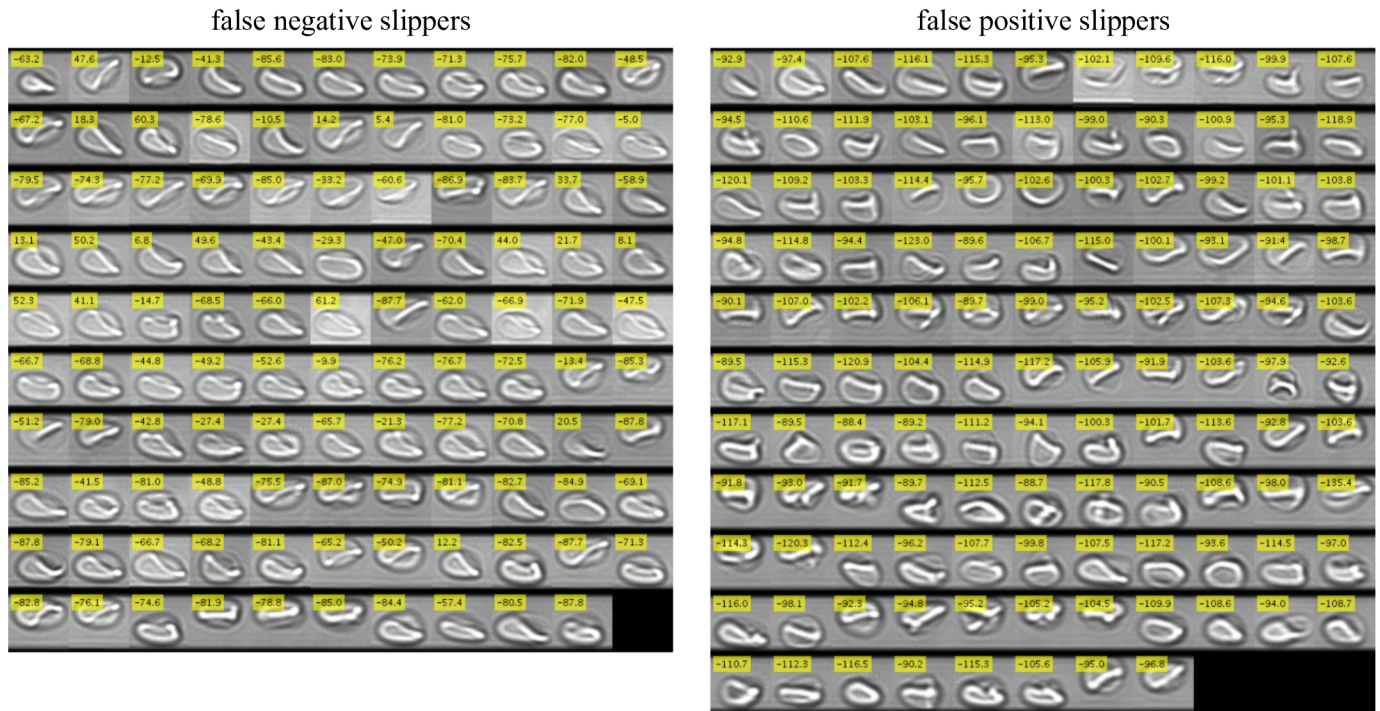 false negative slippers
−63.2 47.6 −12.5 −41.3 −85.6 −83.0 −73.9 −71.3 −75.7 −82.0 −48.5
−67.2 18.3 60.3 −78.6 −10.5 14.2 5.4 −81.0 −73.2 −77.0 −5.0
−79.5 −74.3 −77.2 −69.9 −85.0 −33.2 −60.6 −86.9 −83.7 33.7 −58.9
13.1 50.2 6.8 49.6 −43.4 −29.3 −47.0 −70.4 44.0 21.7 8.1
52.3 41.1 −14.7 −68.5 −66.0 61.2 −87.7 −62.0 −66.9 −71.9 −47.5
−66.7 −68.8 −44.8 −49.2 −52.6 −9.9 −76.2 −76.7 −72.5 −13.4 −85.3
−51.2 −79.0 −42.8 −27.4 −27.4 −65.7 −21.3 −77.2 −70.8 20.5 −87.8
−85.2 −41.5 −81.0 −48.8 −75.5 −87.0 −74.9 −81.1 −82.7 −84.9 −69.1
−87.8 −79.1 −66.7 −68.2 −81.1 −65.2 −50.2 12.2 −82.5 −87.7 −71.3
−82.8 −76.1 −74.6 −81.9 −78.8 −85.0 −84.4 −57.4 −80.5 −87.8
false positive slippers
−92.9 −97.4 −107.6 −116.1 −115.3 −95.3 −102.1 −109.6 −116.0 −99.9 −107.6
−94.5 −110.6 −111.9 −103.1 −96.1 −113.0 −99.0 −90.3 −100.9 −95.3 −118.9
−120.1 −109.2 −103.3 −114.4 −95.7 −102.6 −100.3 −102.7 −99.2 −101.1 −103.8
−94.8 −114.8 −94.4 −123.0 −89.6 −106.7 −115.0 −100.1 −93.1 −91.4 −98.7
−90.1 −107.0 −102.2 −106.1 −89.7 −99.0 −95.2 −102.5 −107.3 −94.6 −103.6
−89.5 −115.3 −120.9 −104.4 −114.9 −117.2 −105.9 −91.9 −103.6 −97.9 −92.6
−117.1 −89.5 −88.4 −89.2 −111.2 −94.1 −100.3 −101.7 −113.6 −92.8 −103.6
−91.8 −93.0 −91.7 −89.7 −112.5 −88.7 −117.8 −90.5 −108.6 −98.0 −135.4
−114.3 −120.3 −112.4 −96.2 −107.7 −99.8 −107.5 −117.2 −93.6 −114.5 −97.0
−116.0 −98.1 −92.3 −94.8 −95.2 −105.2 −104.5 −109.9 −108.6 −94.0 −108.7
−110.7 −112.3 −116.5 −90.2 −115.3 −105.6 −95.0 −96.8